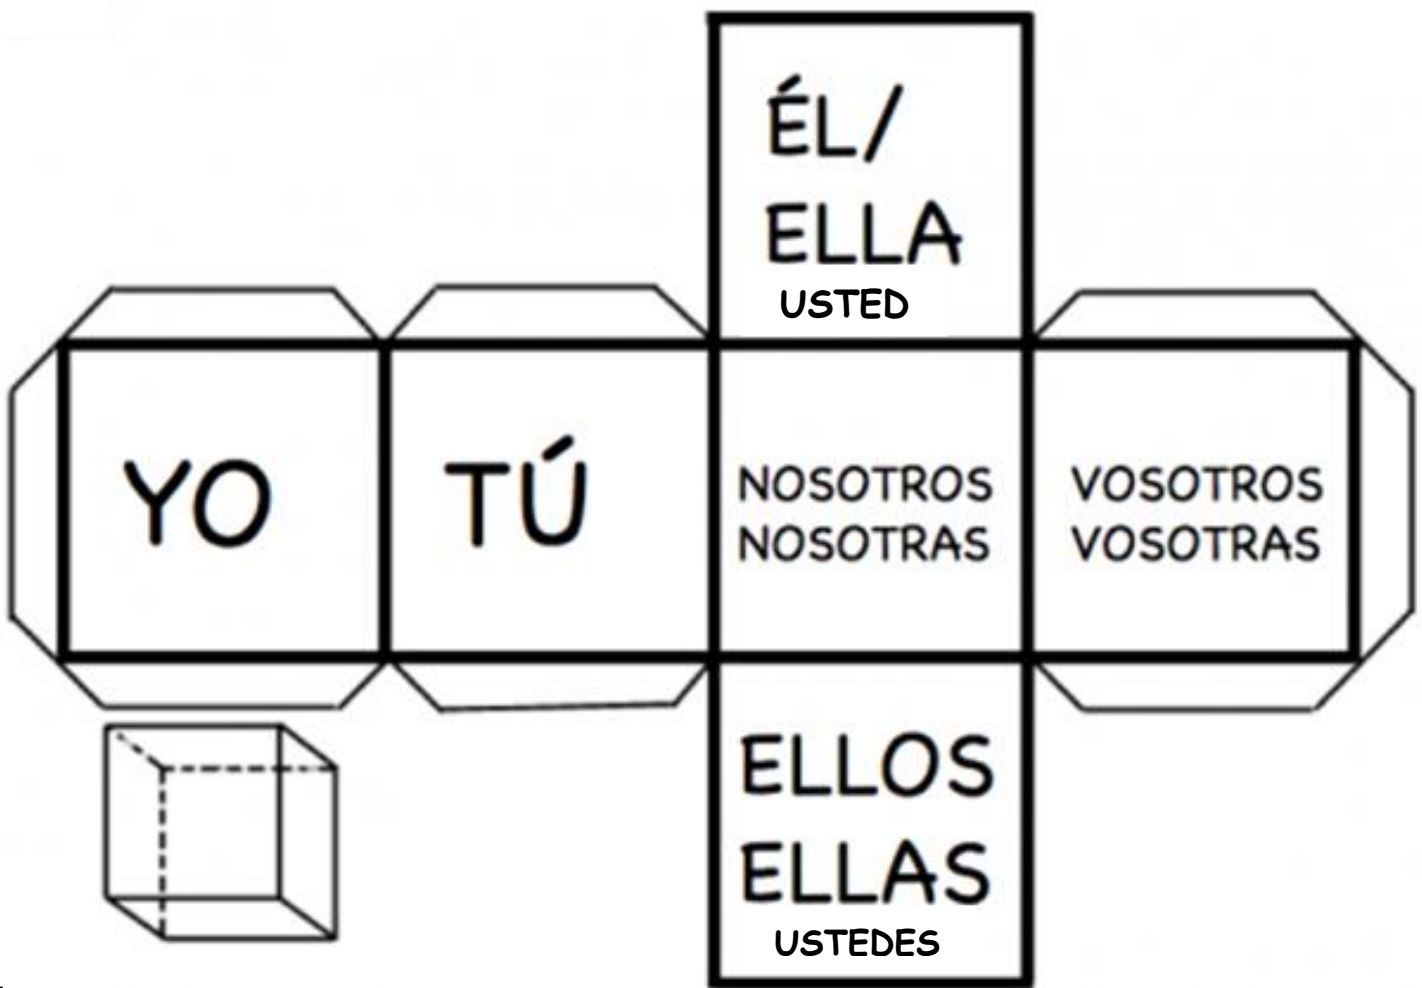 ÉL/
ELLA
USTED
YO
TÚ
NOSOTROS
NOSOTRAS
VOSOTROS
VOSOTRAS
ELLOS
ELLAS
USTEDES